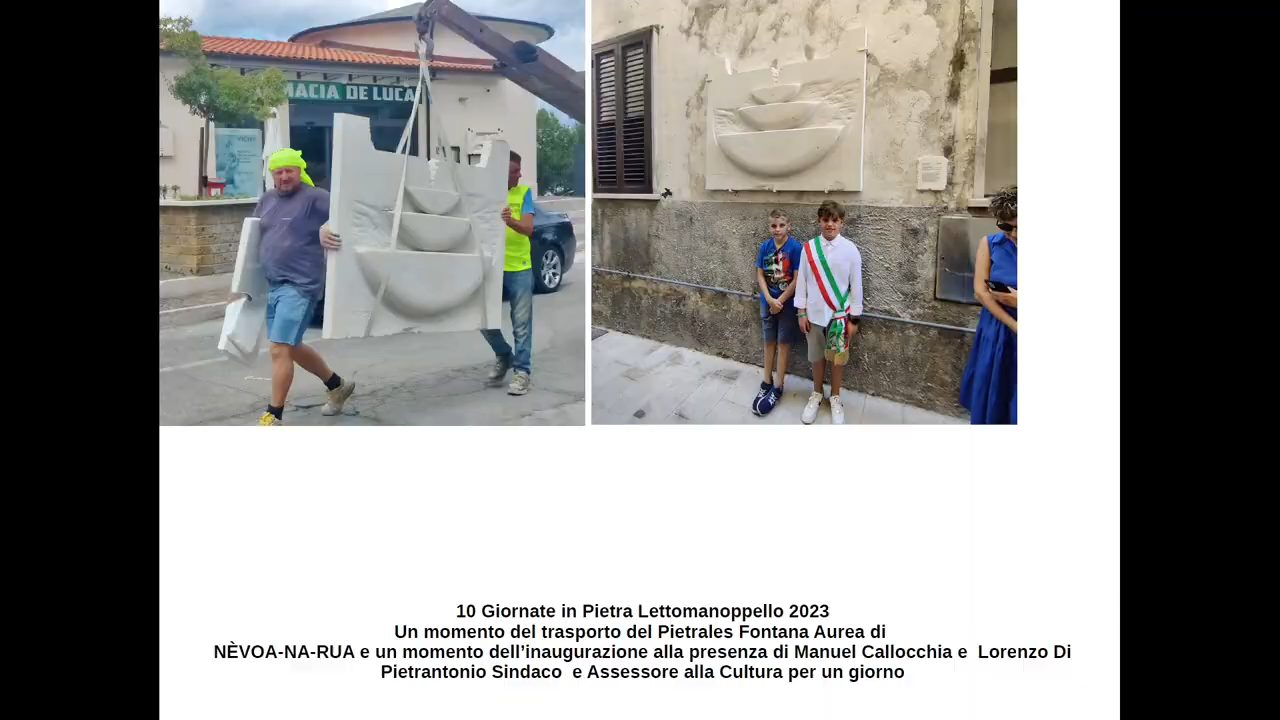 MACIA DE LUCA
VICHY
10 Giornate in Pietra Lettomanoppello 2023
Un momento del trasporto del Pietrales Fontana Aurea di
NÈVOA-NA-RUA e un momento dell’inaugurazione alla presenza di Manuel Callocchia e  Lorenzo Di
Pietrantonio Sindaco  e Assessore alla Cultura per un giorno